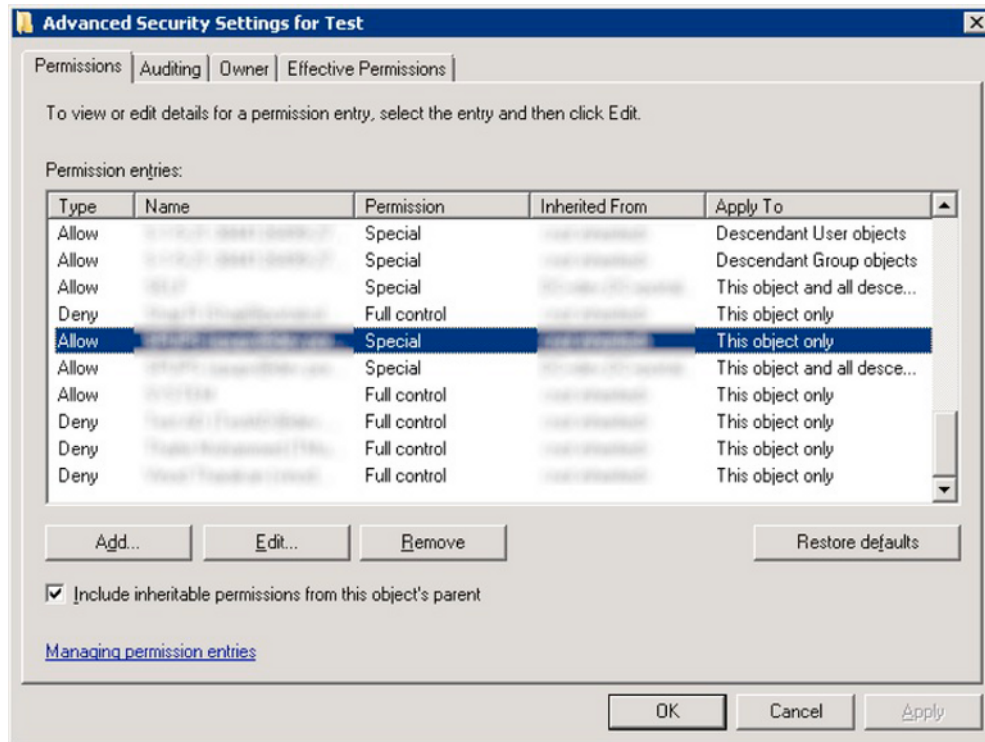 Advanced Security Settings for Test
Permissions Auditing Owner Effective Permissions
To view or edit details for a permission entry, select the entry and then click Edit.
Permission entries:
Type Name Permission Inherited From Apply To
Allow Special Descendant User objects
Allow Special Descendant Group objects
Allow SELF Special This object and all desce...
Deny Full control This object only
Allow Special This object only
Allow Special This object and all desce...
Allow SYSTEM Full control This object only
Deny Full control This object only
Deny Full control This object only
Deny Full control This object only
Add... Edit... Remove Restore defaults
Include inheritable permissions from this object's parent
Managing permission entries
OK Cancel Apply